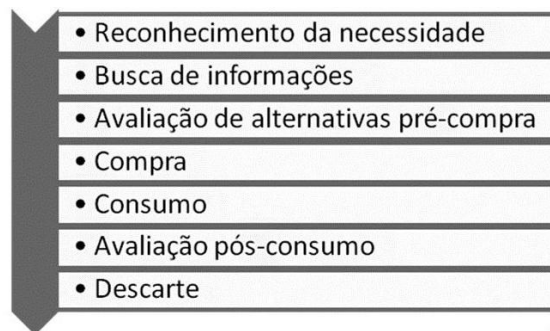 • Reconhecimento da necessidade
• Busca de informações
• Avaliação de alternativas pré-compra
• Compra
• Consumo
• Avaliação pós-consumo
• Descarte